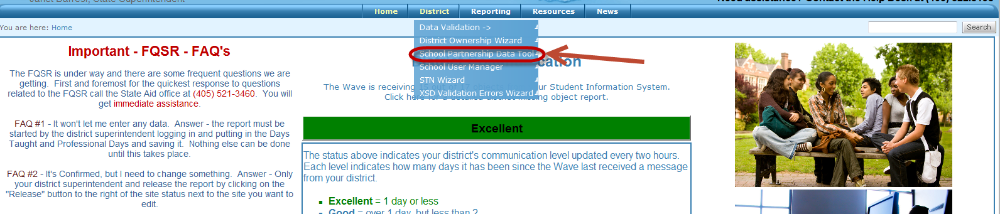 Janet Barresi, State Superintendent
Need assistance? Contact the Help Desk at (405)
Home District Reporting Resources News
You are here: Home
Search
Data Validation ->
District Ownership Wizard
School Partnership Data Tool
School User Manager
STN Wizard
XSD Validation Errors Wizard
Important - FQSR - FAQ's
The FQSR is under way and there are some frequent questions we are
getting. First and foremost for the quickest response to questions
related to the FQSR call the State Aid office at (405) 521-3460. You will
get immediate assistance.
FAQ #1 - It won't let me enter any data. Answer - the report must be
started by the district superintendent logging in and putting in the Days
Taught and Professional Days and saving it. Nothing else can be done
until this takes place.
FAQ #2 - It's Confirmed, but I need to change something. Answer - Only
your district superintendent and release the report by clicking on the
"Release" button to the right of the site status next to the site you want to
edit.
cation
The Wave is receiving 15 out of 17 objects ur Student Information System.
Click here for a detailed district missing object report.
Excellent
The status above indicates your district's communication level updated every two hours.
Each level indicates how many days it has been since the Wave last received a message
from your district.
Excellent = 1 day or less
Good = over 1 day, but less than 2